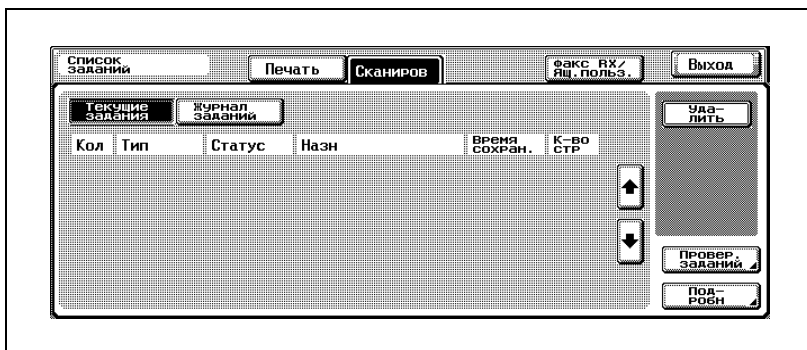 Список
заданий
Печать
Сканиров
Факс RX/
Ящ.польз.
Выход
Текущие
задания
Журнал
заданий
Уда-
лить
Кол Тип Статус Назн Время
сохран. К-во
стр
Провер.
заданий
Под-
робн